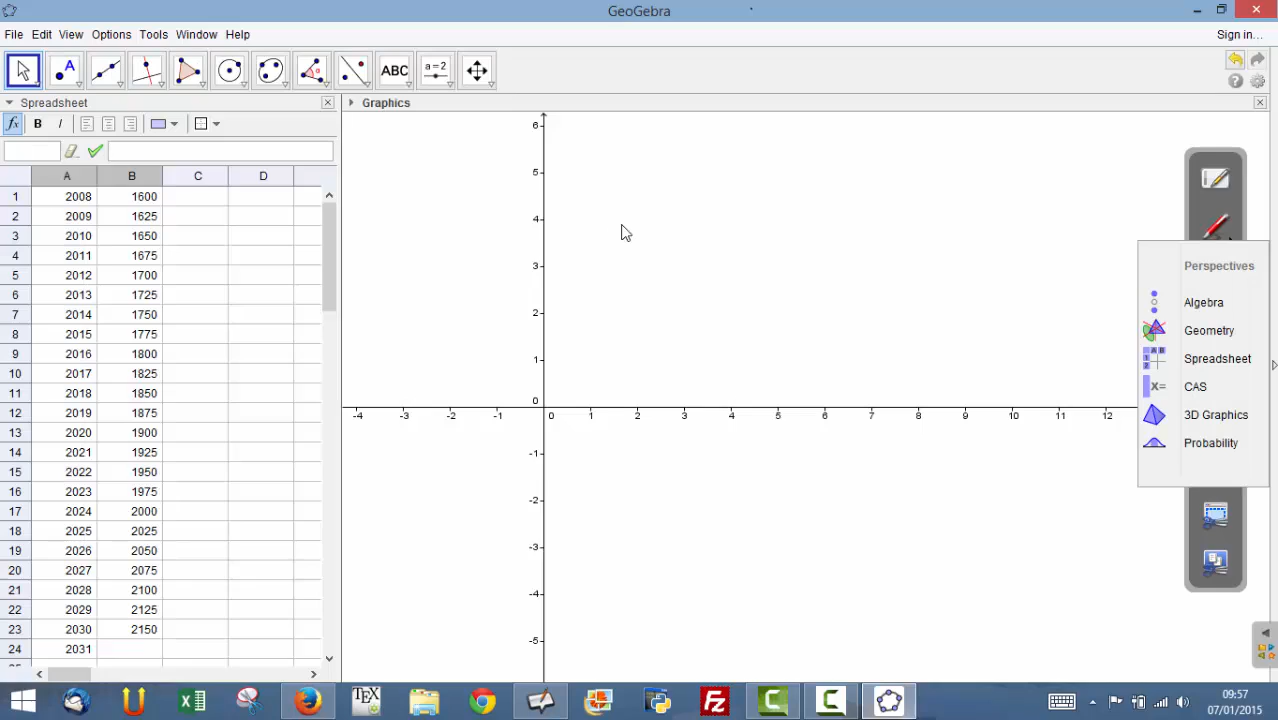 GeoGebra
File Edit View Options Tools Window Help Sign in...
A α ABC a=2
Spreadsheet Graphics
fx B I
A B C D
1 2008 1600
2 2009 1625
3 2010 1650
4 2011 1675
5 2012 1700
6 2013 1725
7 2014 1750
8 2015 1775
9 2016 1800
10 2017 1825
11 2018 1850
12 2019 1875
13 2020 1900
14 2021 1925
15 2022 1950
16 2023 1975
17 2024 2000
18 2025 2025
19 2026 2050
20 2027 2075
21 2028 2100
22 2029 2125
23 2030 2150
24 2031
6
5
4
3
2
1
0
-4 -3 -2 -1 0 1 2 3 4 5 6 7 8 9 10 11 12
-1
-2
-3
-4
-5
Perspectives
Algebra
Geometry
A B 1 2 Spreadsheet
X= CAS
3D Graphics
Probability
TEX
Fz
09:57
07/01/2015